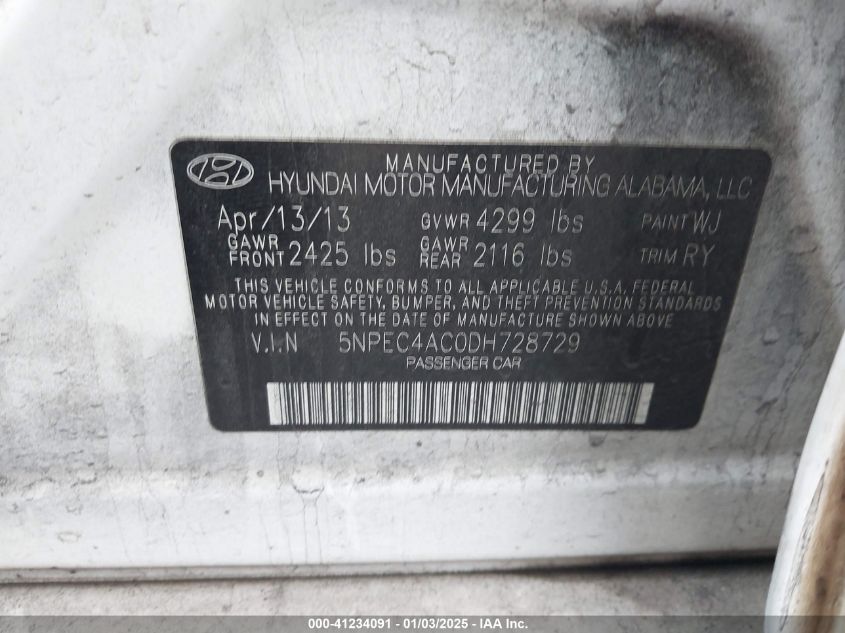 MANUFACTURED BY
HYUNDAI MOTOR MANUFACTURING ALABAMA, LLC
Apr/13/13 GVWR 4299 lbs PAINT WJ
GAWR FRONT 2425 lbs GAWR REAR 2116 lbs TRIM RY
THIS VEHICLE CONFORMS TO ALL APPLICABLE U.S.A. FEDERAL
MOTOR VEHICLE SAFETY, BUMPER, AND THEFT PREVENTION STANDARDS
IN EFFECT ON THE DATE OF MANUFACTURE SHOWN ABOVE
V.I.N 5NPEC4AC0DH728729
PASSENGER CAR
000-41234091 - 01/03/2025 - IAA Inc.